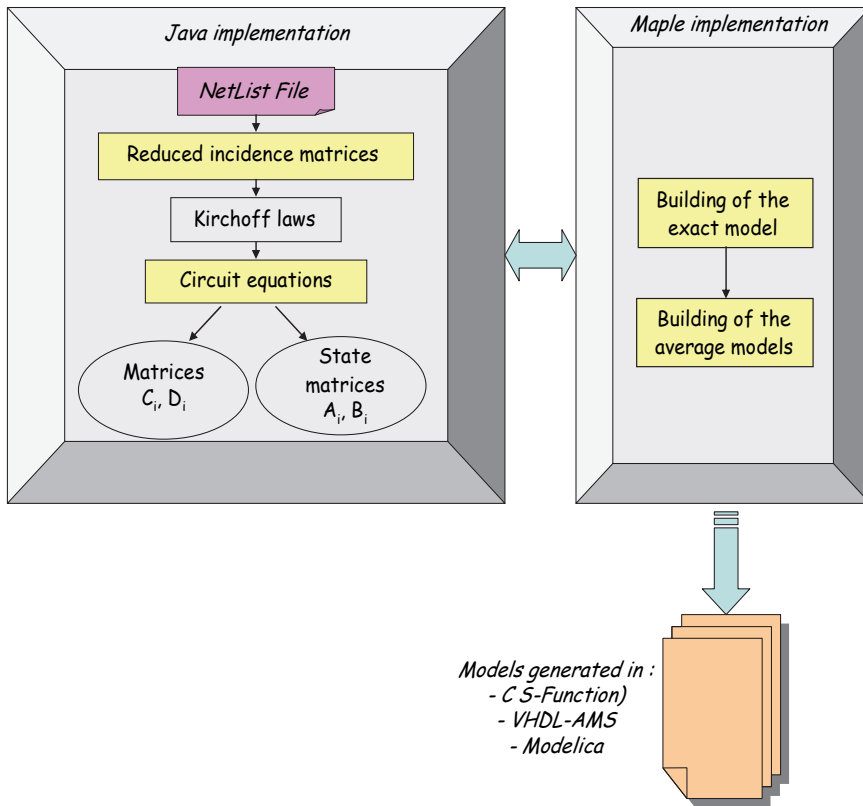 Java implementation
NetList File
Reduced incidence matrices
Kirchoff laws
Circuit equations
Matrices
Ci, Di
State
matrices
Ai, Bi
Maple implementation
Building of the
exact model
Building of the
average models
Models generated in :
- C S-Function)
- VHDL-AMS
- Modelica